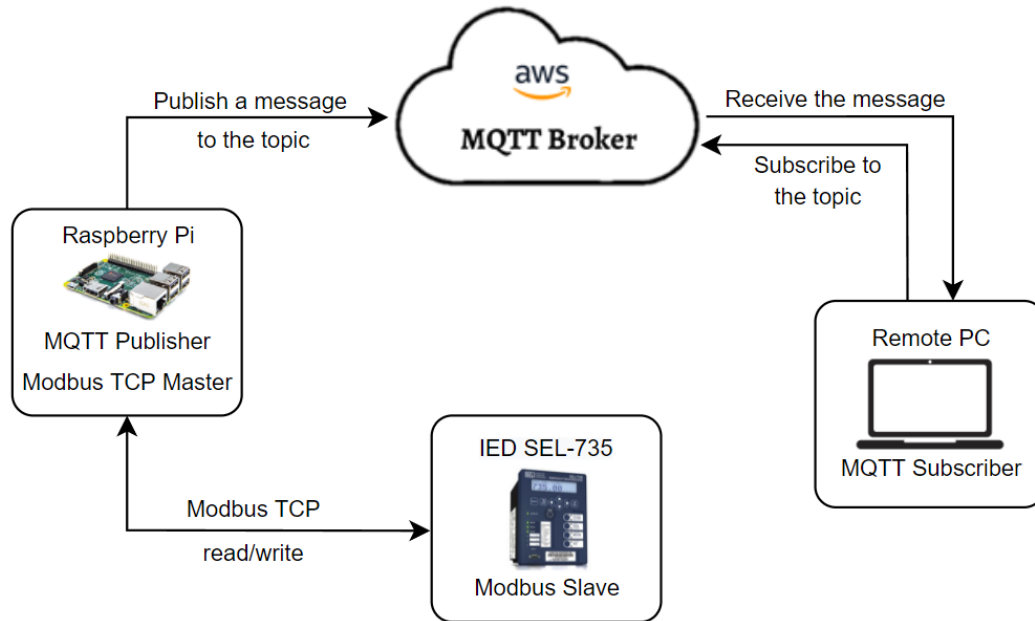 aws
MQTT Broker
Publish a message
to the topic
Receive the message
Subscribe to
the topic
Raspberry Pi
MQTT Publisher
Modbus TCP Master
Remote PC
MQTT Subscriber
Modbus TCP
read/write
IED SEL-735
Modbus Slave